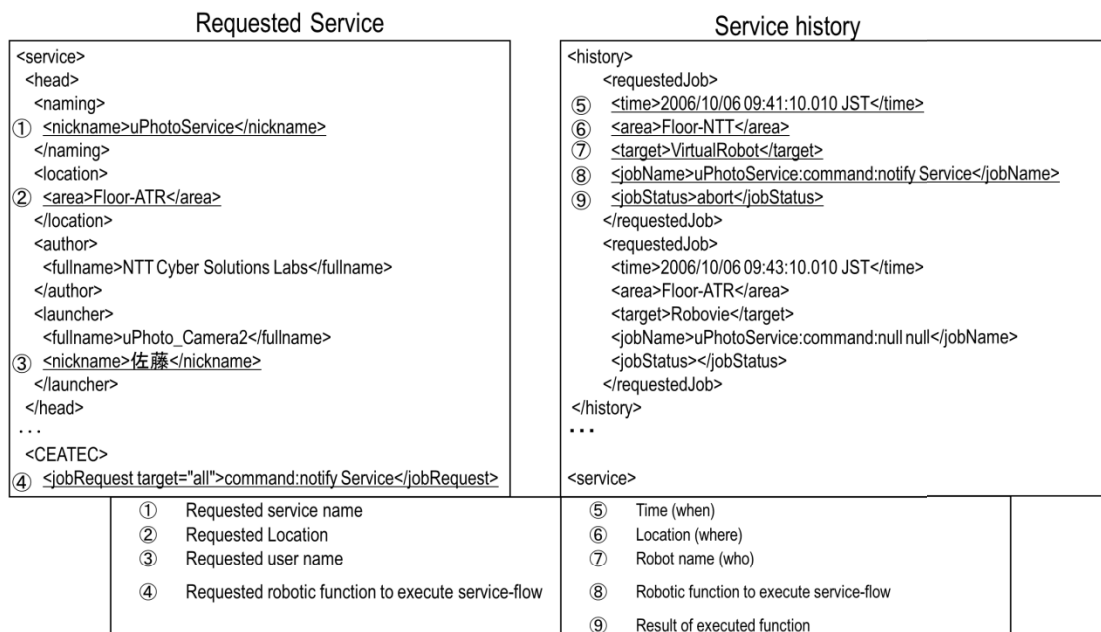 Requested Service
<service>
<head>
<naming>
① <nickname>uPhotoService</nickname>
</naming>
<location>
② <area>Floor-ATR</area>
</location>
<author>
<fullname>NTT Cyber Solutions Labs</fullname>
</author>
<launcher>
<fullname>uPhoto_Camera2</fullname>
③ <nickname>佐藤</nickname>
</launcher>
</head>
...
<CEATEC>
④ <jobRequest target="all">command:notify Service</jobRequest>
Service history
<history>
<requestedJob>
⑤ <time>2006/10/06 09:41:10.010 JST</time>
⑥ <area>Floor-NTT</area>
⑦ <target>VirtualRobot</target>
⑧ <jobName>uPhotoService:command:notify Service</jobName>
⑨ <jobStatus>abort</jobStatus>
</requestedJob>
<requestedJob>
<time>2006/10/06 09:43:10.010 JST</time>
<area>Floor-ATR</area>
<target>Robovie</target>
<jobName>uPhotoService:command:null null</jobName>
<jobStatus></jobStatus>
</requestedJob>
</history>
...
<service>
① Requested service name
② Requested Location
③ Requested user name
④ Requested robotic function to execute service-flow
⑤ Time (when)
⑥ Location (where)
⑦ Robot name (who)
⑧ Robotic function to execute service-flow
⑨ Result of executed function